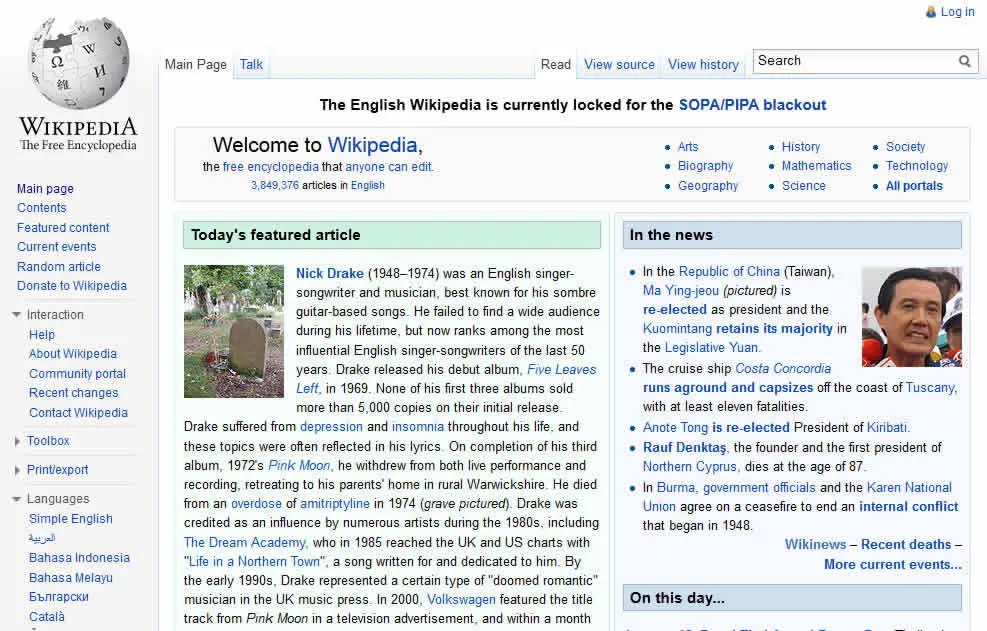 Log in
Main Page Talk Read View source View history Search
The English Wikipedia is currently locked for the SOPA/PIPA blackout
WIKIPEDIA
The Free Encyclopedia
Main page
Contents
Featured content
Current events
Random article
Donate to Wikipedia
Interaction
Help
About Wikipedia
Community portal
Recent changes
Contact Wikipedia
Toolbox
Print/export
Languages
Simple English
العربية
Bahasa Indonesia
Bahasa Melayu
Български
Català
Welcome to Wikipedia,
the free encyclopedia that anyone can edit.
3,849,376 articles in English
Arts
Biography
Geography
History
Mathematics
Science
Society
Technology
All portals
Today's featured article
Nick Drake (1948–1974) was an English singer-
songwriter and musician, best known for his sombre
guitar-based songs. He failed to find a wide audience
during his lifetime, but now ranks among the most
influential English singer-songwriters of the last 50
years. Drake released his debut album, Five Leaves
Left, in 1969. None of his first three albums sold
more than 5,000 copies on their initial release.
Drake suffered from depression and insomnia throughout his life, and
these topics were often reflected in his lyrics. On completion of his third
album, 1972's Pink Moon, he withdrew from both live performance and
recording, retreating to his parents' home in rural Warwickshire. He died
from an overdose of amitriptyline in 1974 (grave pictured). Drake was
credited as an influence by numerous artists during the 1980s, including
The Dream Academy, who in 1985 reached the UK and US charts with
"Life in a Northern Town", a song written for and dedicated to him. By
the early 1990s, Drake represented a certain type of "doomed romantic"
musician in the UK music press. In 2000, Volkswagen featured the title
track from Pink Moon in a television advertisement, and within a month
In the news
In the Republic of China (Taiwan),
Ma Ying-jeou (pictured) is
re-elected as president and the
Kuomintang retains its majority in
the Legislative Yuan.
The cruise ship Costa Concordia
runs aground and capsizes off the coast of Tuscany,
with at least eleven fatalities.
Anote Tong is re-elected President of Kiribati.
Rauf Denktaş, the founder and the first president of
Northern Cyprus, dies at the age of 87.
In Burma, government officials and the Karen National
Union agree on a ceasefire to end an internal conflict
that began in 1948.
Wikinews – Recent deaths –
More current events...
On this day...